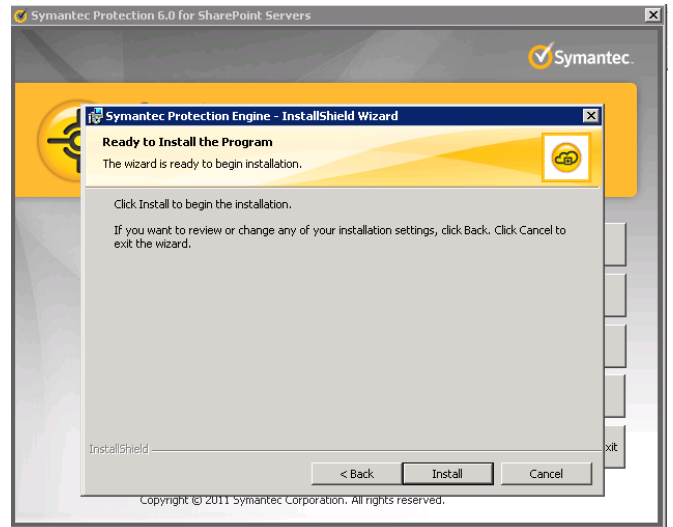 Symantec Protection 6.0 for SharePoint Servers
Symantec.
Symantec Protection Engine - InstallShield Wizard
Ready to Install the Program
The wizard is ready to begin installation.
Click Install to begin the installation.
If you want to review or change any of your installation settings, click Back. Click Cancel to
exit the wizard.
InstallShield
xit
< Back Install Cancel
Copyright © 2011 Symantec Corporation. All rights reserved.